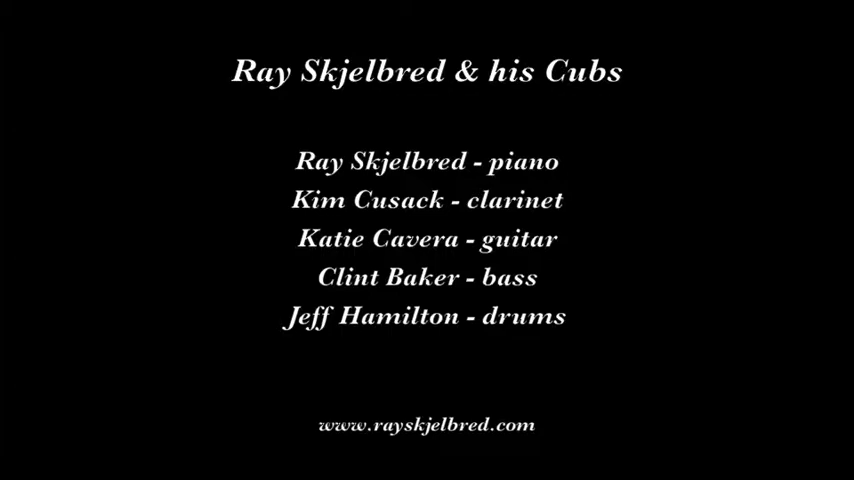 Ray Skjelbred & his Cubs
Ray Skjelbred - piano
Kim Cusack - clarinet
Katie Cavera - guitar
Clint Baker - bass
Jeff Hamilton - drums
www.rayskjelbred.com